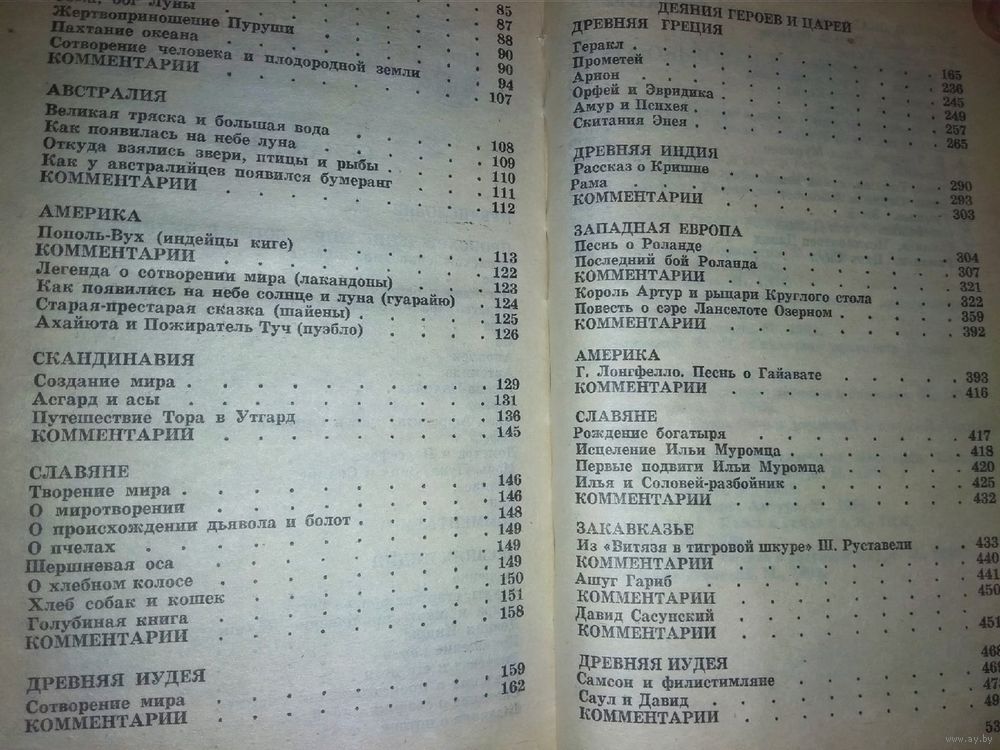 бог Луны 88
Жертвоприношение Пуруши 90
Пахтание океана 90
Сотворение человека и плодородной земли 94
КОММЕНТАРИИ 107
АВСТРАЛИЯ
Великая тряска и большая вода 108
Как появилась на небе луна 109
Откуда взялись звери, птицы и рыбы 110
Как у австралийцев появился бумеранг 111
КОММЕНТАРИИ 112
АМЕРИКА
Пополь-Вух (индейцы киге) 113
КОММЕНТАРИИ 122
Легенда о сотворении мира (лакандоны) 123
Как появились на небе солнце и луна (гуарайю) 124
Старая-престарая сказка (шайены) 125
Ахайюта и Пожиратель Туч (пуэбло) 126
СКАНДИНАВИЯ
Создание мира 129
Асгард и асы 131
Путешествие Тора в Утгард 136
КОММЕНТАРИИ 145
СЛАВЯНЕ
Творение мира 146
О миротворении 146
О происхождении дьявола и болот 148
О пчелах 149
Шершневая оса 149
О хлебном колосе 149
Хлеб собак и кошек 150
Голубиная книга 151
КОММЕНТАРИИ 158
ДРЕВНЯЯ ИУДЕЯ
Сотворение мира 159
КОММЕНТАРИИ 162
ДЕЯНИЯ ГЕРОЕВ И ЦАРЕЙ
ДРЕВНЯЯ ГРЕЦИЯ
Геракл 165
Прометей 236
Арион 245
Орфей и Эвридика 249
Амур и Психея 257
Скитания Энея 265
ДРЕВНЯЯ ИНДИЯ
Рассказ о Кришне 290
Рама 293
КОММЕНТАРИИ 303
ЗАПАДНАЯ ЕВРОПА
Песнь о Роланде 304
Последний бой Роланда 307
КОММЕНТАРИИ 321
Король Артур и рыцари Круглого стола 322
Повесть о сэре Ланселоте Озерном 359
КОММЕНТАРИИ 392
АМЕРИКА
Г. Лонгфелло. Песнь о Гайавате 393
КОММЕНТАРИИ 416
СЛАВЯНЕ
Рождение богатыря 417
Исцеление Ильи Муромца 418
Первые подвиги Ильи Муромца 420
Илья и Соловей-разбойник 425
КОММЕНТАРИИ 432
ЗАКАВКАЗЬЕ
Из «Витязя в тигровой шкуре» Ш. Руставели 433
КОММЕНТАРИИ 440
Ашуг Гариб 441
КОММЕНТАРИИ 450
Давид Сасунский 451
КОММЕНТАРИИ 468
ДРЕВНЯЯ ИУДЕЯ
Самсон и филистимляне 469
Саул и Давид
КОММЕНТАРИИ
www.ay.by